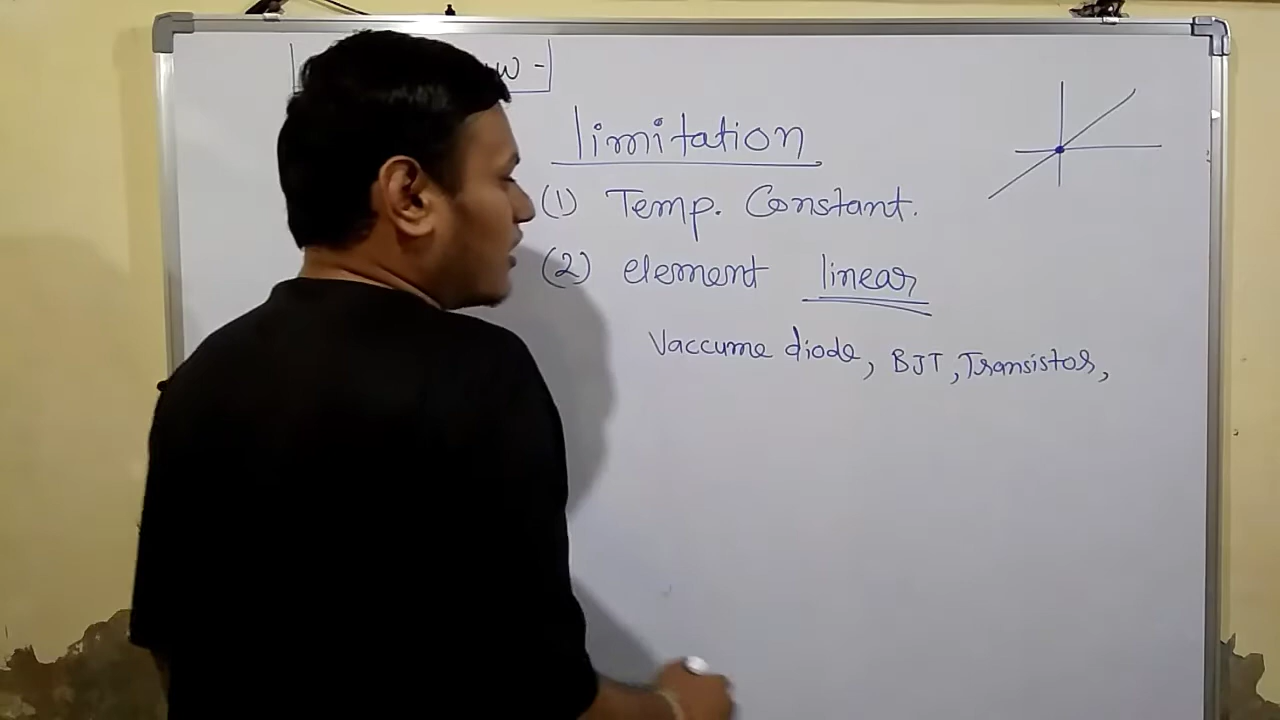 limitation
(1) Temp. Constant.
(2) element linear
Vaccume diode, BJT, Transistor,